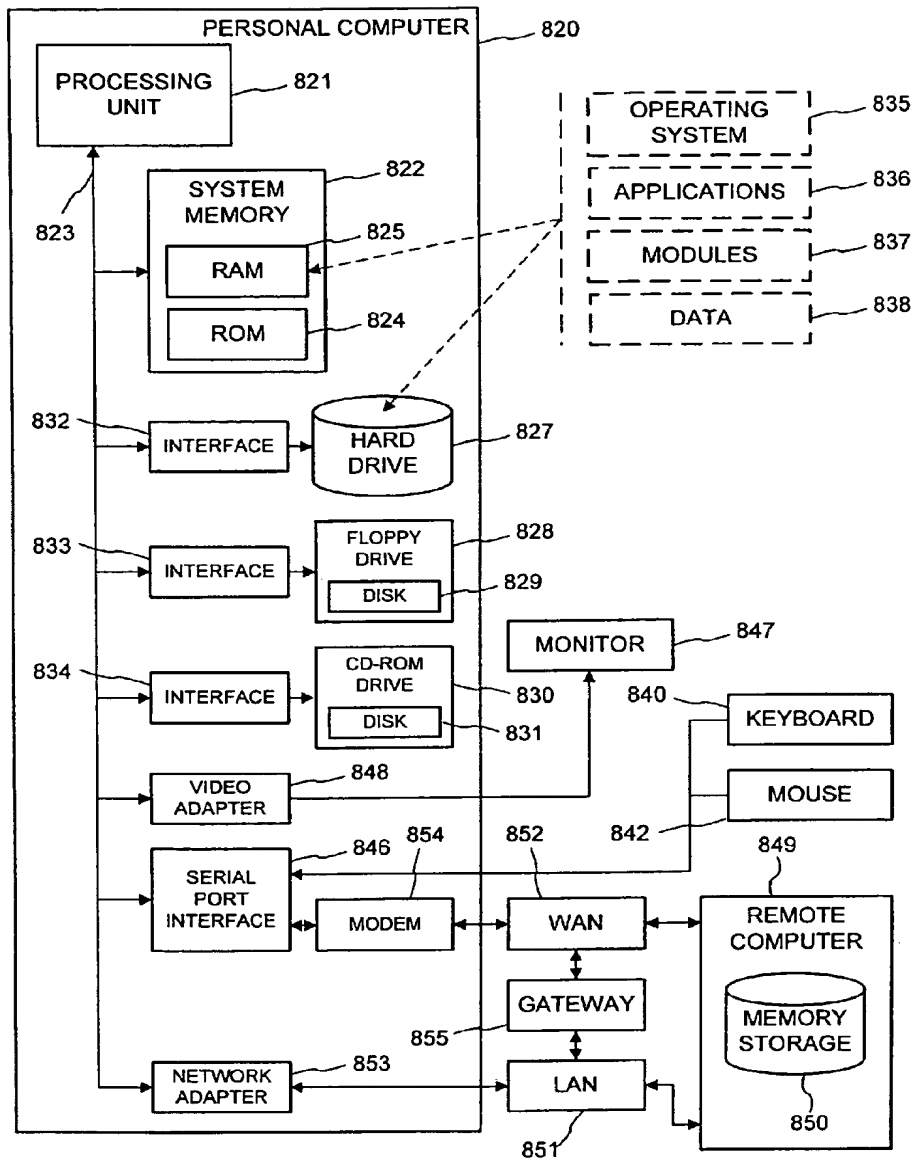 PERSONAL COMPUTER
820
PROCESSING
UNIT
821
823
SYSTEM
MEMORY
822
RAM
825
ROM
824
OPERATING
SYSTEM
835
APPLICATIONS
836
MODULES
837
DATA
838
832
INTERFACE
HARD
DRIVE
827
833
INTERFACE
FLOPPY
DRIVE
828
DISK
829
834
INTERFACE
CD-ROM
DRIVE
830
DISK
831
MONITOR
847
840
KEYBOARD
MOUSE
842
VIDEO
ADAPTER
848
846
SERIAL
PORT
INTERFACE
854
MODEM
852
WAN
849
REMOTE
COMPUTER
GATEWAY
855
MEMORY
STORAGE
850
NETWORK
ADAPTER
853
LAN
851